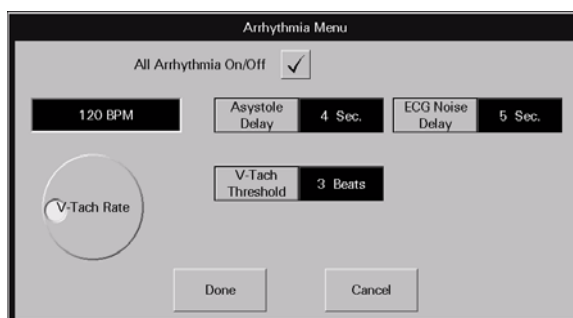 Arrhythmia Menu
All Arrhythmia On/Off
120 BPM
Asystole
Delay
4 Sec.
ECG Noise
Delay
5 Sec.
V-Tach Rate
V-Tach
Threshold
3 Beats
Done
Cancel